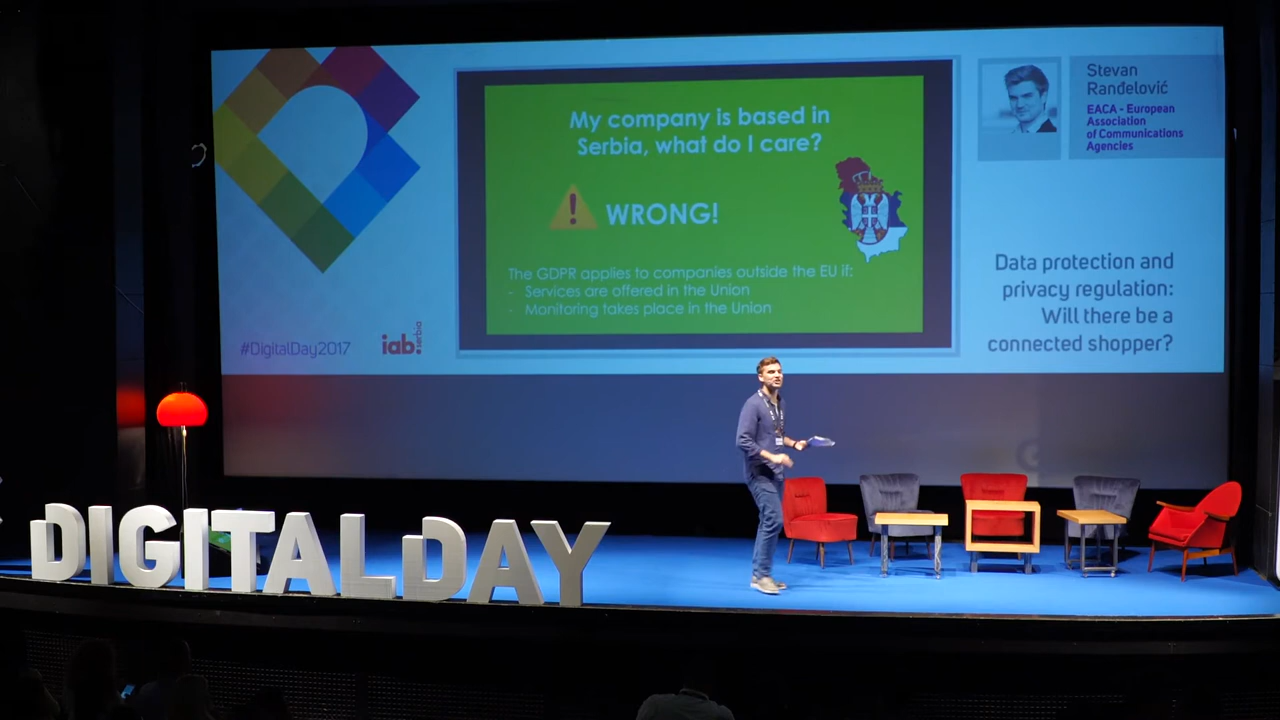 My company is based in
Serbia, what do I care?
WRONG!
The GDPR applies to companies outside the EU if:
- Services are offered in the Union
- Monitoring takes place in the Union
Stevan
Ranđelović
EACA - European
Association
of Communications
Agencies
Data protection and
privacy regulation:
Will there be a
connected shopper?
#DigitalDay2017
iab:
serbia
DIGITAL DAY